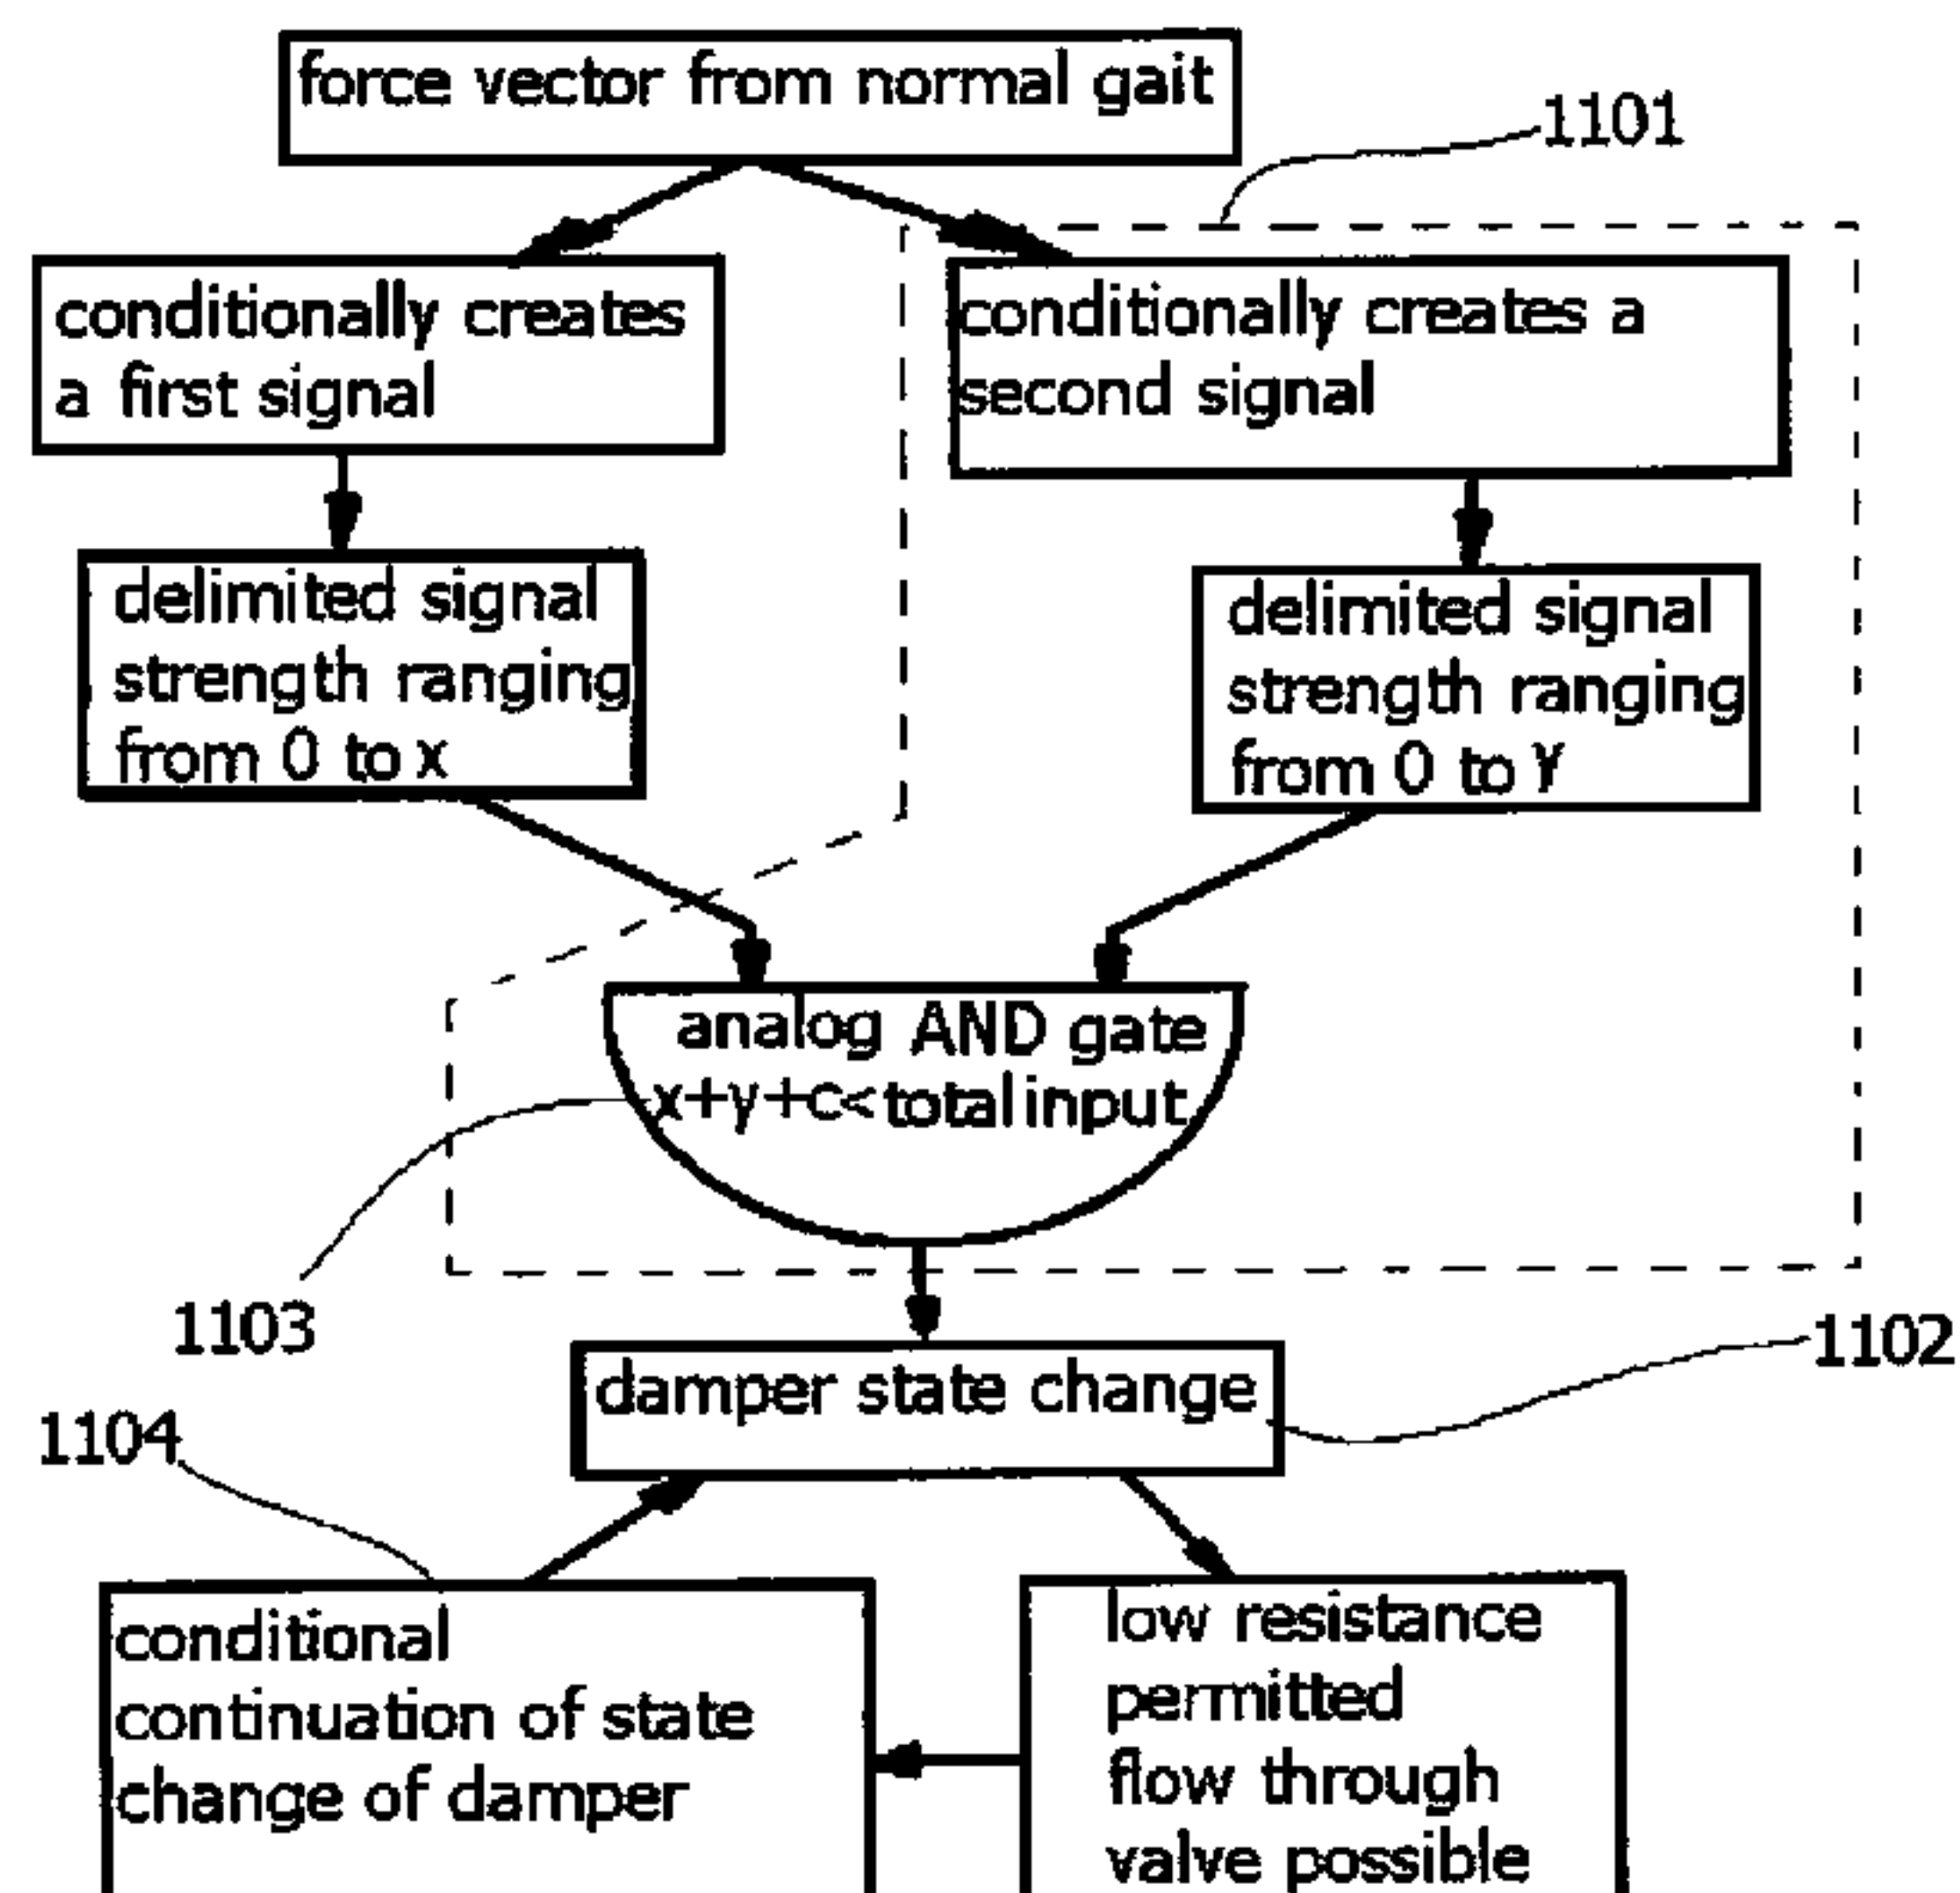 force vector from normal gait
1101
conditionally creates
a first signal
conditionally creates a
second signal
delimited signal
strength ranging
from 0 to x
delimited signal
strength ranging
from 0 to Y
analog AND gate
x+y+c<total input
1103
damper state change
1102
1104
conditional
continuation of state
change of damper
low resistance
permitted
flow through
valve possible